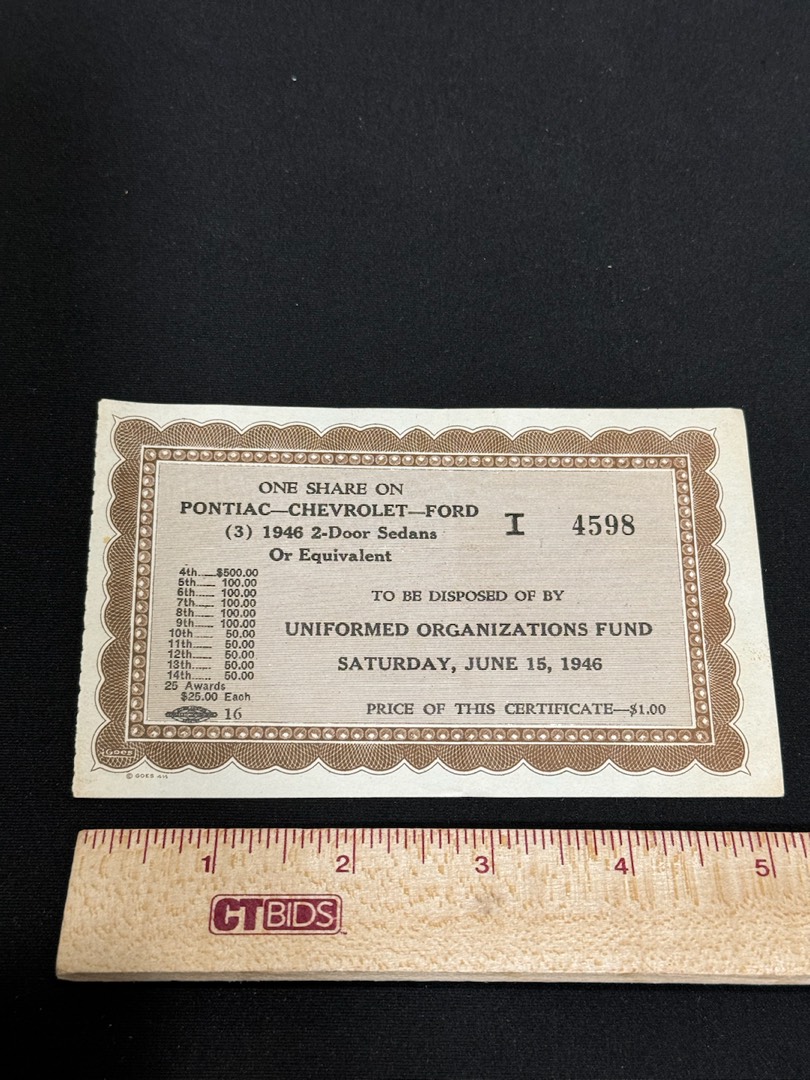 ONE SHARE ON
PONTIAC—CHEVROLET—FORD
(3) 1946 2-Door Sedans
Or Equivalent
I 4598
4th.....$500.00
5th..... 100.00
6th..... 100.00
7th..... 100.00
8th..... 100.00
9th..... 100.00
10th..... 50.00
11th..... 50.00
12th..... 50.00
13th..... 50.00
14th..... 50.00
25 Awards
$25.00 Each
16
TO BE DISPOSED OF BY
UNIFORMED ORGANIZATIONS FUND
SATURDAY, JUNE 15, 1946
PRICE OF THIS CERTIFICATE—$1.00
GOES
© GOES
1 2 3 4 5
CTBIDS